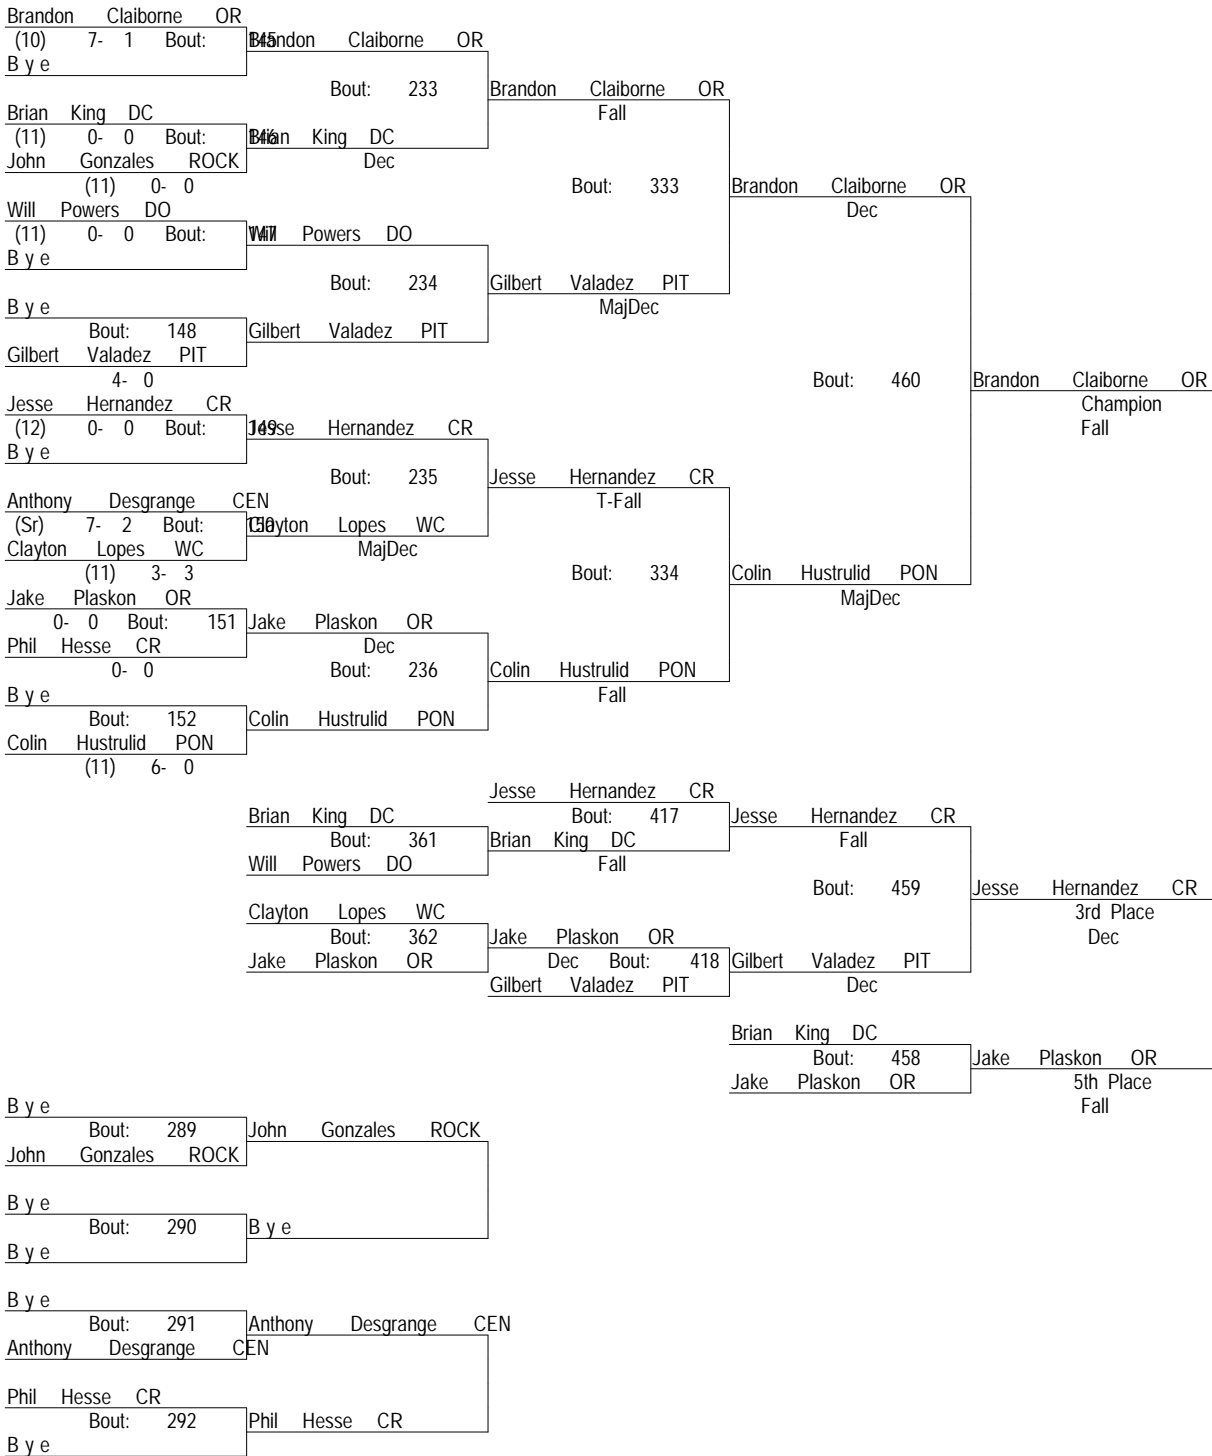 Brandon Claiborne OR
(10) 7- 1 Bout: 145 Brandon Claiborne OR
B y e
Bout: 233 Brandon Claiborne OR
Fall
Brian King DC
(11) 0- 0 Bout: 146 Brian King DC
John Gonzales ROCK Dec
(11) 0- 0 Bout: 333 Brandon Claiborne OR
Will Powers DO Dec
(11) 0- 0 Bout: 147 Will Powers DO
B y e
Bout: 234 Gilbert Valadez PIT
B y e MajDec
Bout: 148 Gilbert Valadez PIT
Gilbert Valadez PIT
4- 0 Bout: 460 Brandon Claiborne OR
Jesse Hernandez CR Champion
(12) 0- 0 Bout: 149 Jesse Hernandez CR Fall
B y e
Bout: 235 Jesse Hernandez CR
Anthony Desgrange CEN T-Fall
(Sr) 7- 2 Bout: 150 Clayton Lopes WC
Clayton Lopes WC MajDec
(11) 3- 3 Bout: 334 Colin Hustrulid PON
Jake Plaskon OR MajDec
0- 0 Bout: 151 Jake Plaskon OR
Phil Hesse CR Dec
0- 0 Bout: 236 Colin Hustrulid PON
B y e Fall
Bout: 152 Colin Hustrulid PON
Colin Hustrulid PON
(11) 6- 0
Jesse Hernandez CR
Brian King DC Bout: 417 Jesse Hernandez CR
Bout: 361 Brian King DC Fall
Will Powers DO Fall
Bout: 459 Jesse Hernandez CR
Clayton Lopes WC 3rd Place
Bout: 362 Jake Plaskon OR Dec
Jake Plaskon OR Dec Bout: 418 Gilbert Valadez PIT
Gilbert Valadez PIT Dec
Brian King DC
Bout: 458 Jake Plaskon OR
Jake Plaskon OR 5th Place
B y e Fall
Bout: 289 John Gonzales ROCK
John Gonzales ROCK
B y e
Bout: 290 B y e
B y e
B y e
Bout: 291 Anthony Desgrange CEN
Anthony Desgrange CEN
Phil Hesse CR
Bout: 292 Phil Hesse CR
B y e